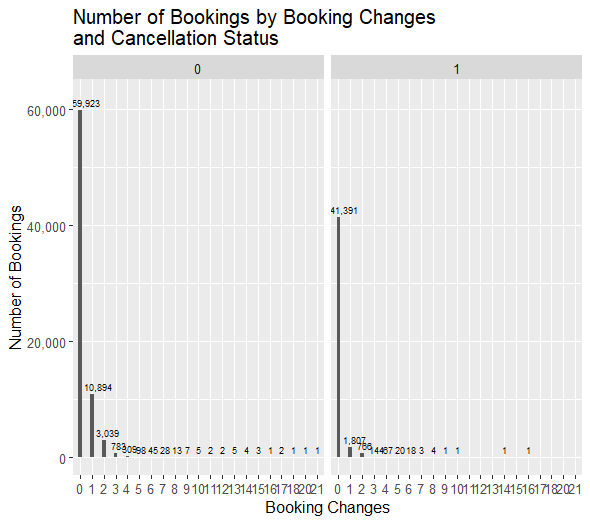 Number of Bookings by Booking Changes
and Cancellation Status
0
1
Number of Bookings
60,000
40,000
20,000
0
59,923
10,894
3,039
783 309 98 45 28 13 7 5 2 2 5 4 3 1 2 1 1 1
41,391
1,807
766
144 67 20 18 3 4 1 1 1 1
0 1 2 3 4 5 6 7 8 9 10 11 12 13 14 15 16 17 18 20 21
0 1 2 3 4 5 6 7 8 9 10 11 12 13 14 15 16 17 18 20 21
Booking Changes